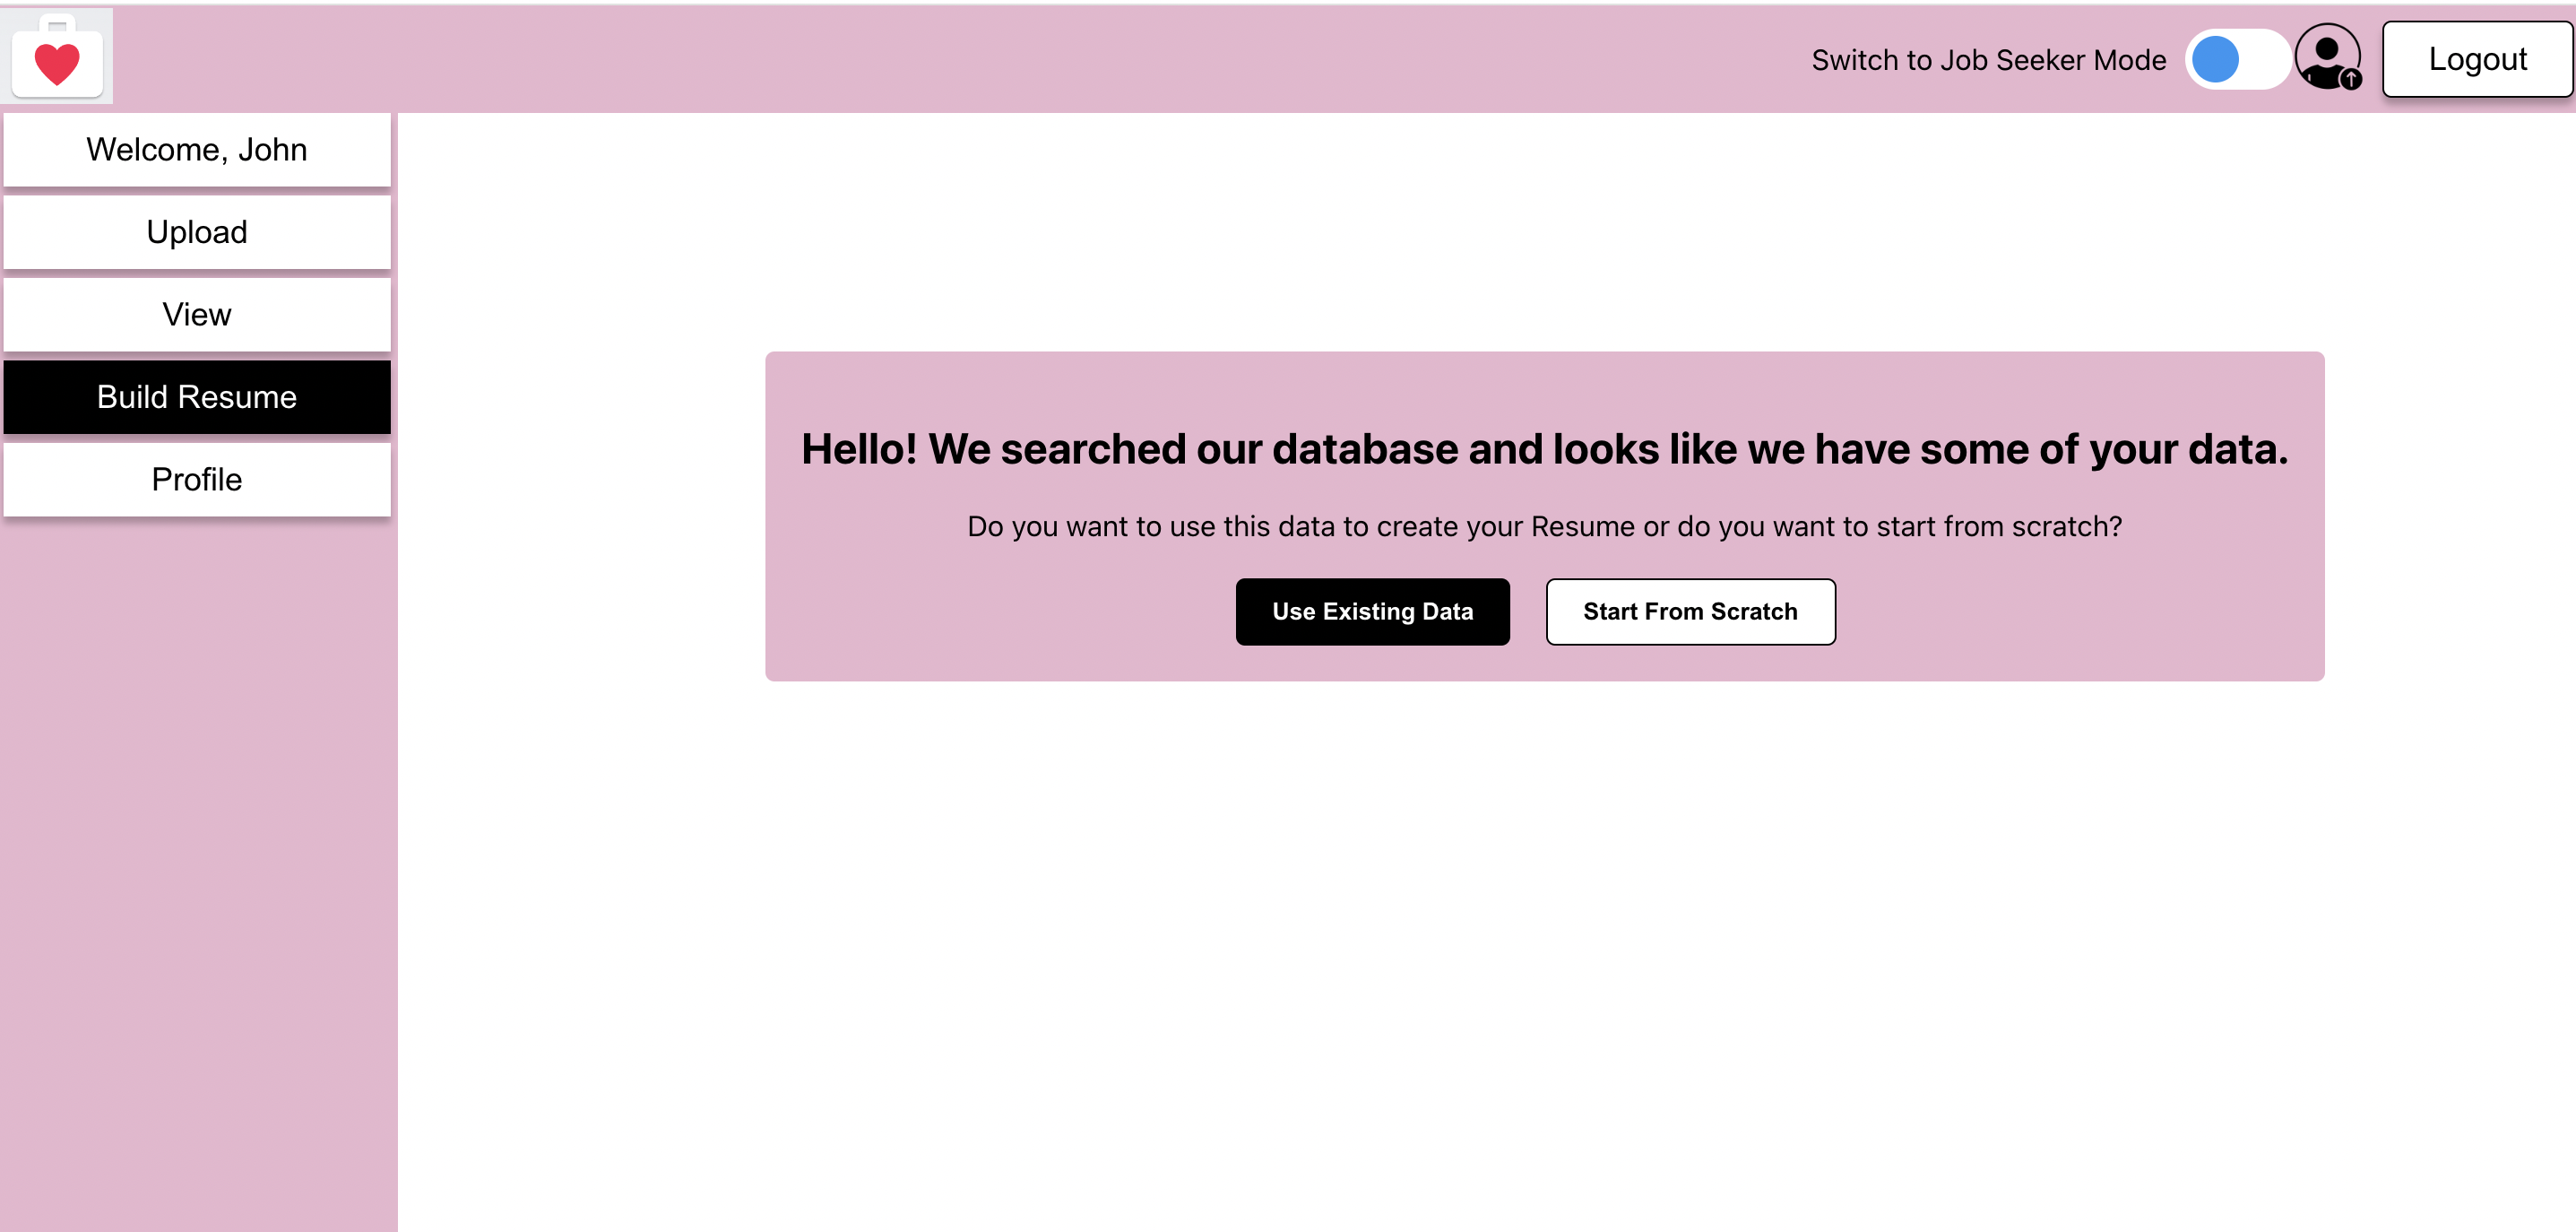 Switch to Job Seeker Mode
Logout
Welcome, John
Upload
View
Build Resume
Profile
Hello! We searched our database and looks like we have some of your data.
Do you want to use this data to create your Resume or do you want to start from scratch?
Use Existing Data
Start From Scratch